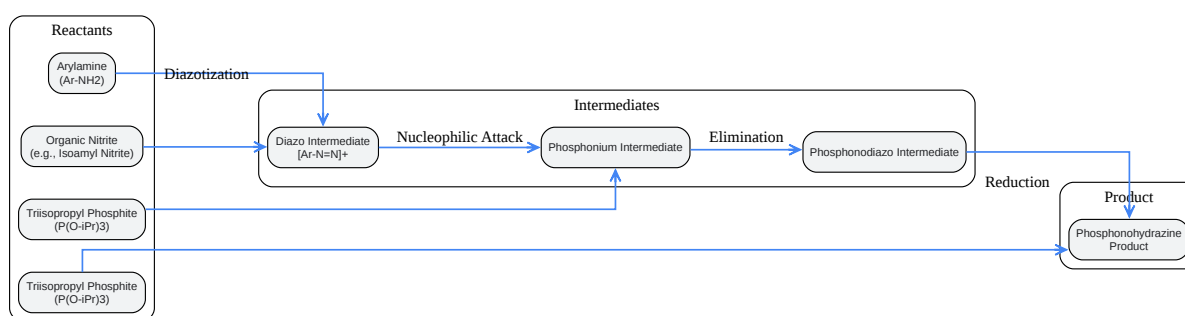 Reactants
Arylamine
(Ar-NH2)
Diazotization
Organic Nitrite
(e.g., Isoamyl Nitrite)
Triisopropyl Phosphite
(P(O-iPr)3)
Triisopropyl Phosphite
(P(O-iPr)3)
Intermediates
Diazo Intermediate
[Ar-N=N]+
Nucleophilic Attack
Phosphonium Intermediate
Elimination
Phosphonodiazo Intermediate
Reduction
Product
Phosphonohydrazine
Product